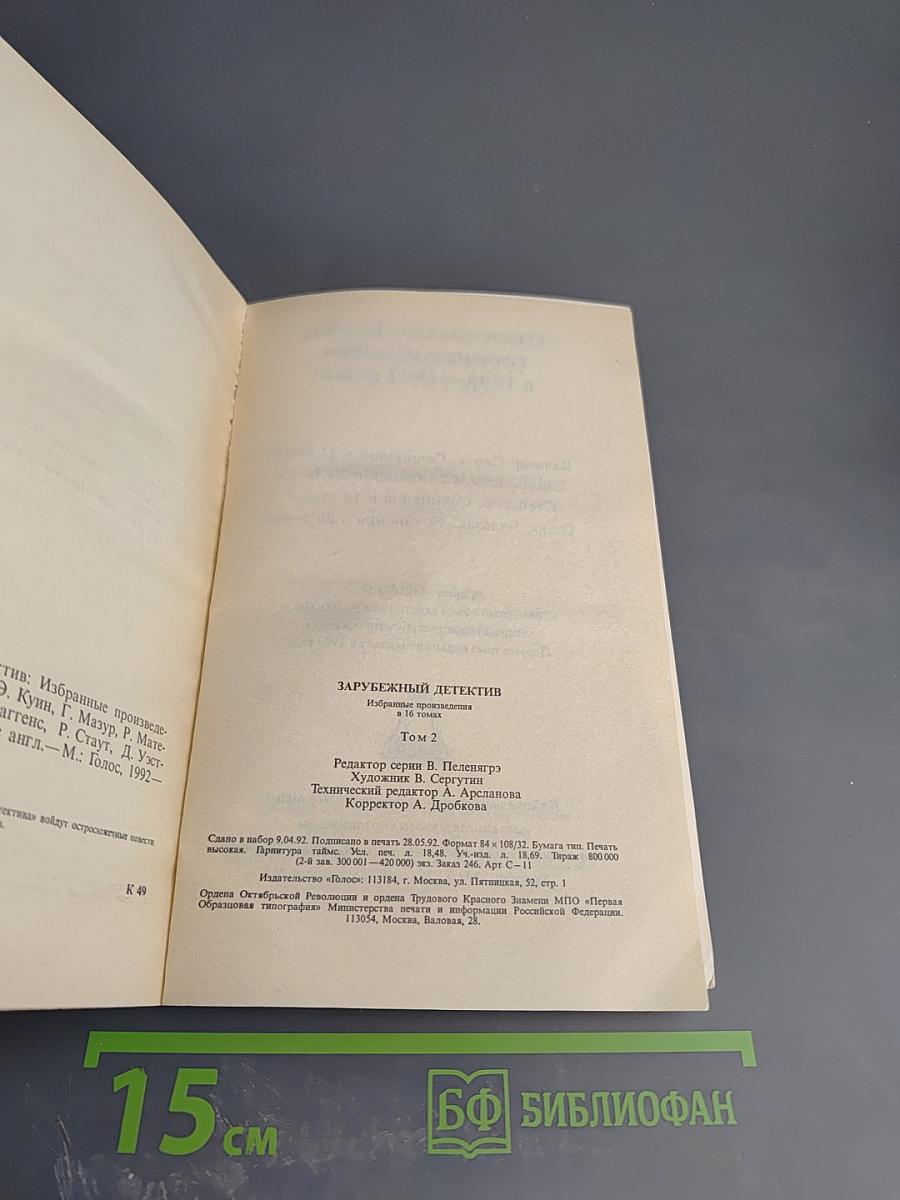 тив: Избранные произведе-
Э. Куин, Г. Мазур, Р. Мате-
аггенс, Р. Стаут, Д. Уэст-
англ.—М.: Голос, 1992—
войдут остросюжетные повести
К 49
ЗАРУБЕЖНЫЙ ДЕТЕКТИВ
Избранные произведения
в 16 томах
Том 2
Редактор серии В. Пеленягрэ
Художник В. Сергутин
Технический редактор А. Арсланова
Корректор А. Дробкова
Сдано в набор 9.04.92. Подписано в печать 28.05.92. Формат 84 × 108/32. Бумага тип. Печать
высокая. Гарнитура таймс. Усл. печ. л. 18,48. Уч.-изд. л. 18,69. Тираж 800 000
(2-й зав. 300 001—420 000) экз. Заказ 246. Арт С-11
Издательство «Голос»: 113184, г. Москва, ул. Пятницкая, 52, стр. 1
Ордена Октябрьской Революции и ордена Трудового Красного Знамени МПО «Первая
Образцовая типография» Министерства печати и информации Российской Федерации.
113054, Москва, Валовая, 28.
15 см
БФ БИБЛИОФАН